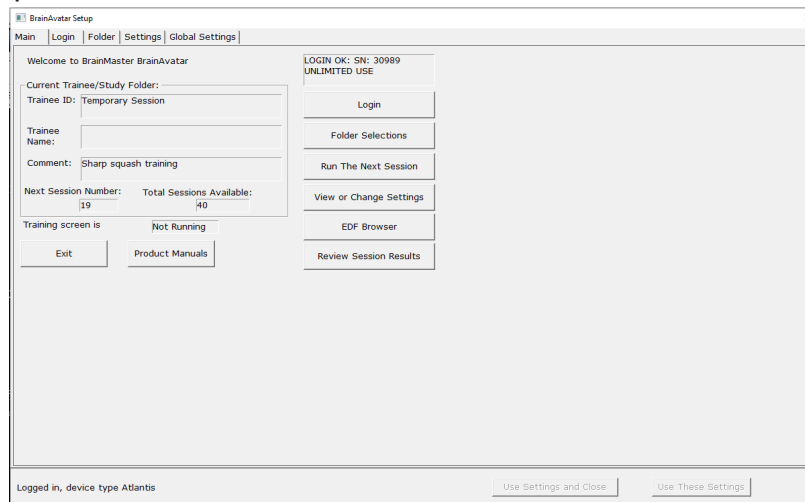 BrainAvatar Setup
Main Login Folder Settings Global Settings
Welcome to BrainMaster BrainAvatar
LOGIN OK: SN: 30989
UNLIMITED USE
Current Trainee/Study Folder:
Trainee ID: Temporary Session
Login
Trainee
Name:
Folder Selections
Comment: Sharp squash training
Run The Next Session
Next Session Number: Total Sessions Available:
19 40
View or Change Settings
Training screen is Not Running
EDF Browser
Exit Product Manuals
Review Session Results
Logged in, device type Atlantis
Use Settings and Close Use These Settings